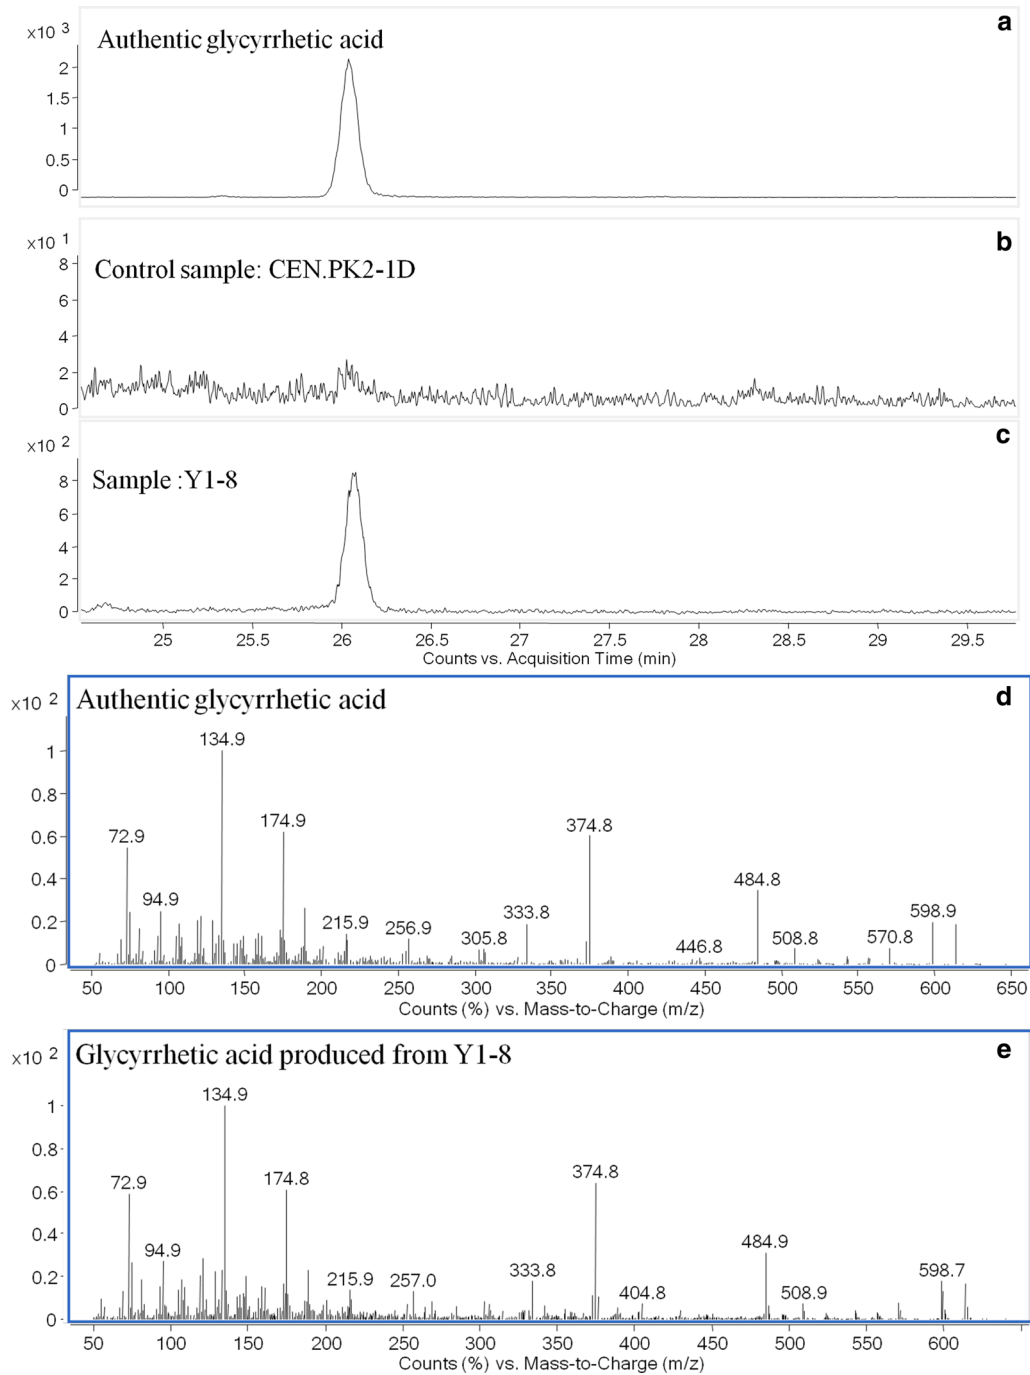 a
x10 3
Authentic glycyrrhetic acid
2
1.5
1
0.5
0
b
x10 1
Control sample: CEN.PK2-1D
8
6
4
2
0
c
x10 2
Sample :Y1-8
8
6
4
2
0
25 25.5 26 26.5 27 27.5 28 28.5 29 29.5
Counts vs. Acquisition Time (min)
d
x10 2
Authentic glycyrrhetic acid
1
0.8
0.6
0.4
0.2
0
72.9
94.9
134.9
174.9
215.9
256.9
305.8
333.8
374.8
446.8
484.8
508.8
570.8
598.9
50 100 150 200 250 300 350 400 450 500 550 600 650
Counts (%) vs. Mass-to-Charge (m/z)
e
x10 2
Glycyrrhetic acid produced from Y1-8
1
0.8
0.6
0.4
0.2
0
72.9
94.9
134.9
174.8
215.9
257.0
333.8
374.8
404.8
484.9
508.9
598.7
50 100 150 200 250 300 350 400 450 500 550 600
Counts (%) vs. Mass-to-Charge (m/z)